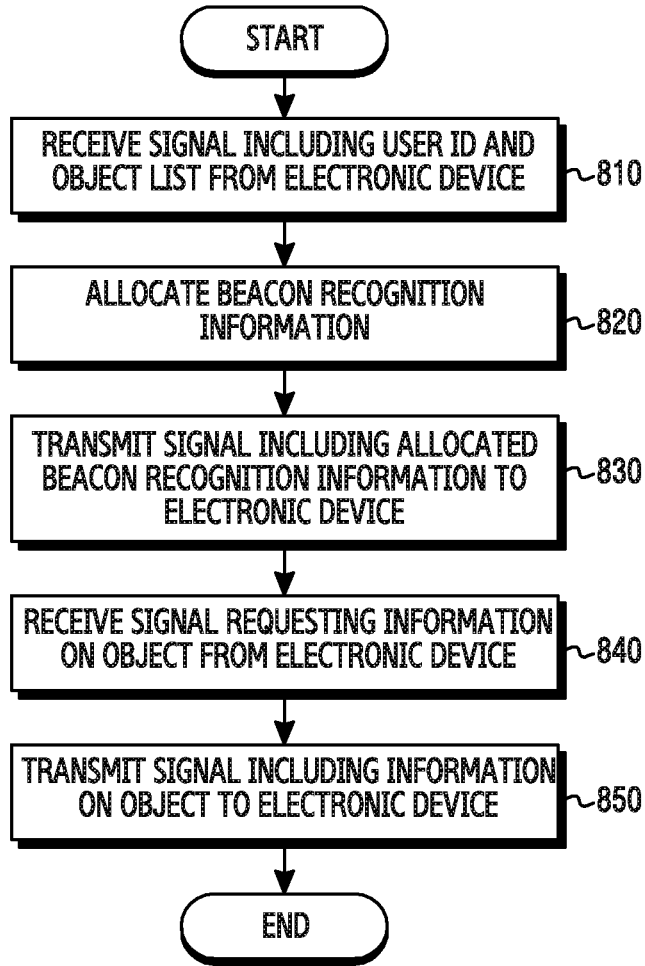 START
RECEIVE SIGNAL INCLUDING USER ID AND
OBJECT LIST FROM ELECTRONIC DEVICE
810
ALLOCATE BEACON RECOGNITION
INFORMATION
820
TRANSMIT SIGNAL INCLUDING ALLOCATED
BEACON RECOGNITION INFORMATION TO
ELECTRONIC DEVICE
830
RECEIVE SIGNAL REQUESTING INFORMATION
ON OBJECT FROM ELECTRONIC DEVICE
840
TRANSMIT SIGNAL INCLUDING INFORMATION
ON OBJECT TO ELECTRONIC DEVICE
850
END